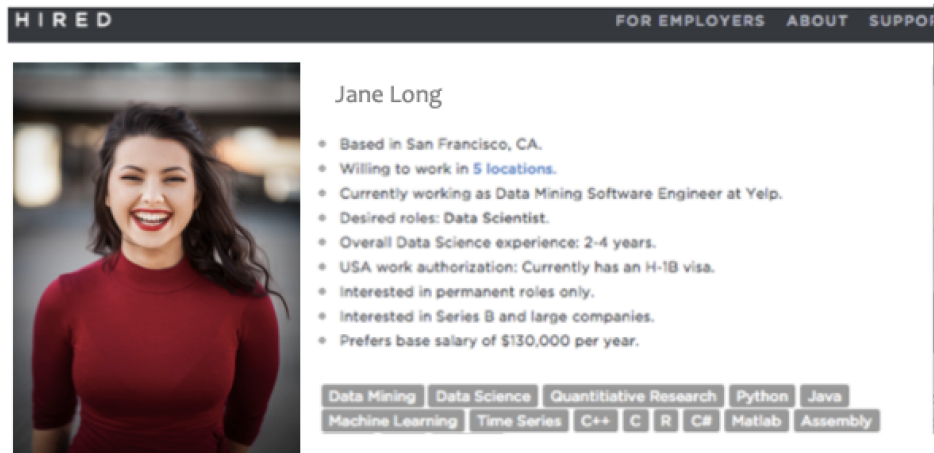 HIRED FOR EMPLOYERS ABOUT SUPPOR
Jane Long
Based in San Francisco, CA.
Willing to work in 5 locations.
Currently working as Data Mining Software Engineer at Yelp.
Desired roles: Data Scientist.
Overall Data Science experience: 2-4 years.
USA work authorization: Currently has an H-1B visa.
Interested in permanent roles only.
Interested in Series B and large companies.
Prefers base salary of $130,000 per year.
Data Mining Data Science Quantitiative Research Python Java
Machine Learning Time Series C++ C R C# Matlab Assembly